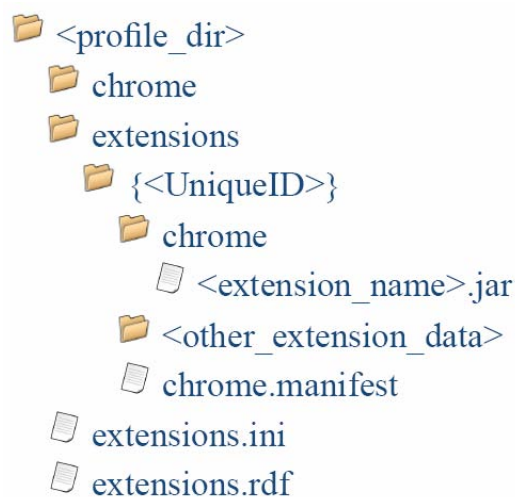 <profile_dir>
chrome
extensions
{<UniqueID>}
chrome
<extension_name>.jar
<other_extension_data>
chrome.manifest
extensions.ini
extensions.rdf